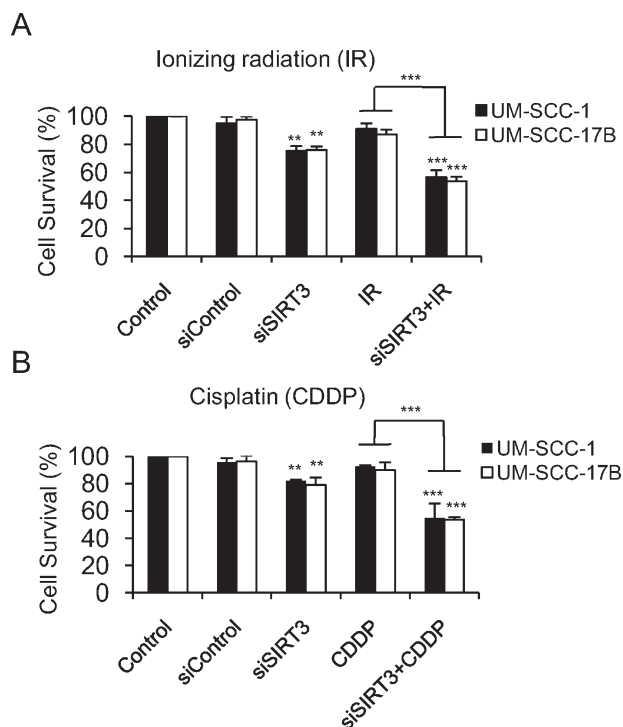 A
Ionizing radiation (IR)
***
UM-SCC-1
UM-SCC-17B
Cell Survival (%)
100
80
60
40
20
0
** **
*** ***
Control
siControl
siSIRT3
IR
siSIRT3+IR
B
Cisplatin (CDDP)
***
UM-SCC-1
UM-SCC-17B
Cell Survival (%)
100
80
60
40
20
0
** **
*** ***
Control
siControl
siSIRT3
CDDP
siSIRT3+CDDP